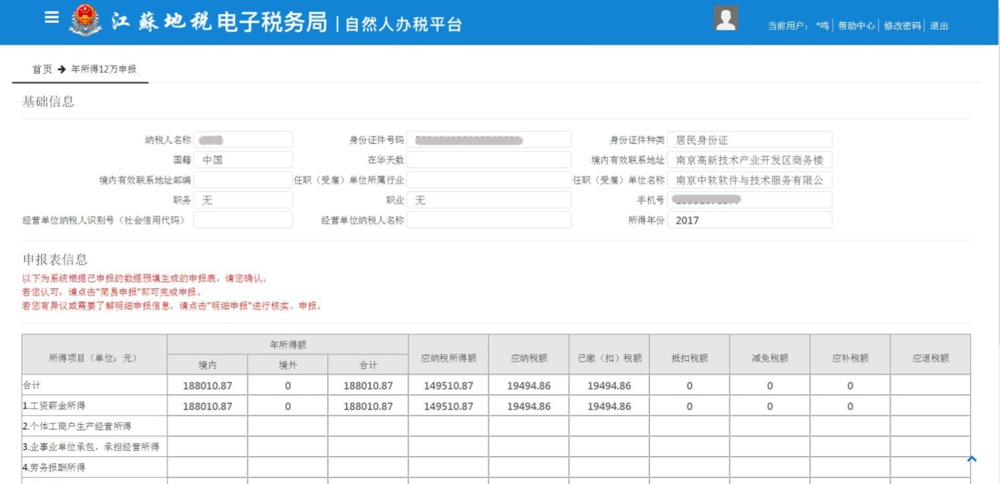 江蘇地税电子税务局|自然人办税平台
当前用户： *鸣| 帮助中心| 修改密码| 退出
首页 → 年所得12万申报
基础信息
纳税人名称 身份证件号码 身份证件种类 居民身份证
国籍 中国 在华天数 境内有效联系地址 南京高新技术产业开发区商务楼
境内有效联系地址邮编 任职（受雇）单位所属行业 任职（受雇）单位名称 南京中软软件与技术服务有限公
职务 无 职业 无 手机号
经营单位纳税人识别号（社会信用代码） 经营单位纳税人名称 所得年份 2017
申报表信息
以下为系统根据已申报的数据预填生成的申报表，请您确认。
若您认可，请点击"简易申报"即可完成申报。
若您有异议或需要了解明细申报信息，请点击"明细申报"进行核实、申报。
所得项目（单位：元） 年所得额 应纳税所得额 应纳税额 已缴（扣）税额 抵扣税额 减免税额 应补税额 应退税额
境内 境外 合计
合计 188010.87 0 188010.87 149510.87 19494.86 19494.86 0 0 0
1.工资薪金所得 188010.87 0 188010.87 149510.87 19494.86 19494.86 0 0 0
2.个体工商户生产经营所得
3.企事业单位承包，承担经营所得
4.劳务报酬所得